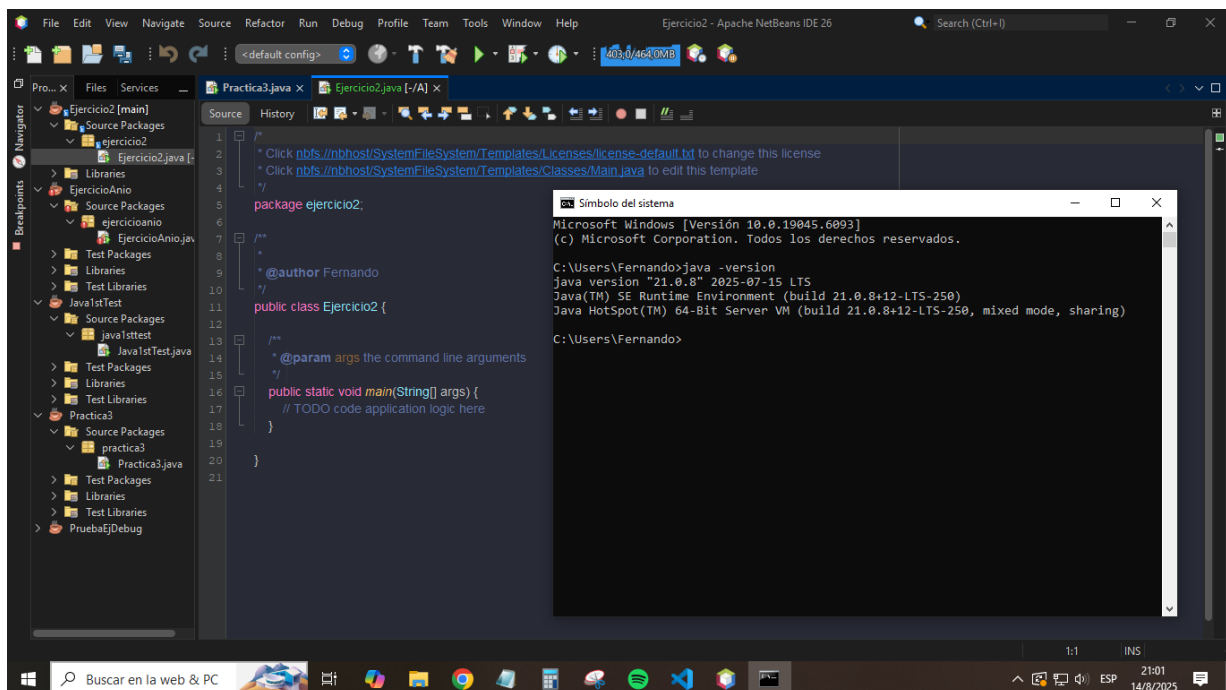 File Edit View Navigate Source Refactor Run Debug Profile Team Tools Window Help Ejercicio2 - Apache NetBeans IDE 26 Search (Ctrl+I)
<default config> 403,0/464,0MB
Pro... × Files Services
Practica3.java × Ejercicio2.java [-/A] ×
Navigator
Breakpoints
Ejercicio2 [main]
Source Packages
ejercicio2
Ejercicio2.java [-
Libraries
EjercicioAnio
Source Packages
ejercicioanio
EjercicioAnio.jav
Test Packages
Libraries
Test Libraries
Java1stTest
Source Packages
java1sttest
Java1stTest.java
Test Packages
Libraries
Test Libraries
Practica3
Source Packages
practica3
Practica3.java
Test Packages
Libraries
Test Libraries
PruebaEjDebug
Source History
1 /*
2 * Click nbfs://nbhost/SystemFileSystem/Templates/Licenses/license-default.txt to change this license
3 * Click nbfs://nbhost/SystemFileSystem/Templates/Classes/Main.java to edit this template
4 */
5 package ejercicio2;
6
7 /**
8 *
9 * @author Fernando
10 */
11 public class Ejercicio2 {
12
13 /**
14 * @param args the command line arguments
15 */
16 public static void main(String[] args) {
17 // TODO code application logic here
18 }
19
20 }
21
Símbolo del sistema
Microsoft Windows [Versión 10.0.19045.6093]
(c) Microsoft Corporation. Todos los derechos reservados.
C:\Users\Fernando>java -version
java version "21.0.8" 2025-07-15 LTS
Java(TM) SE Runtime Environment (build 21.0.8+12-LTS-250)
Java HotSpot(TM) 64-Bit Server VM (build 21.0.8+12-LTS-250, mixed mode, sharing)
C:\Users\Fernando>
1:1 INS
Buscar en la web & PC
ESP
21:01
14/8/2025